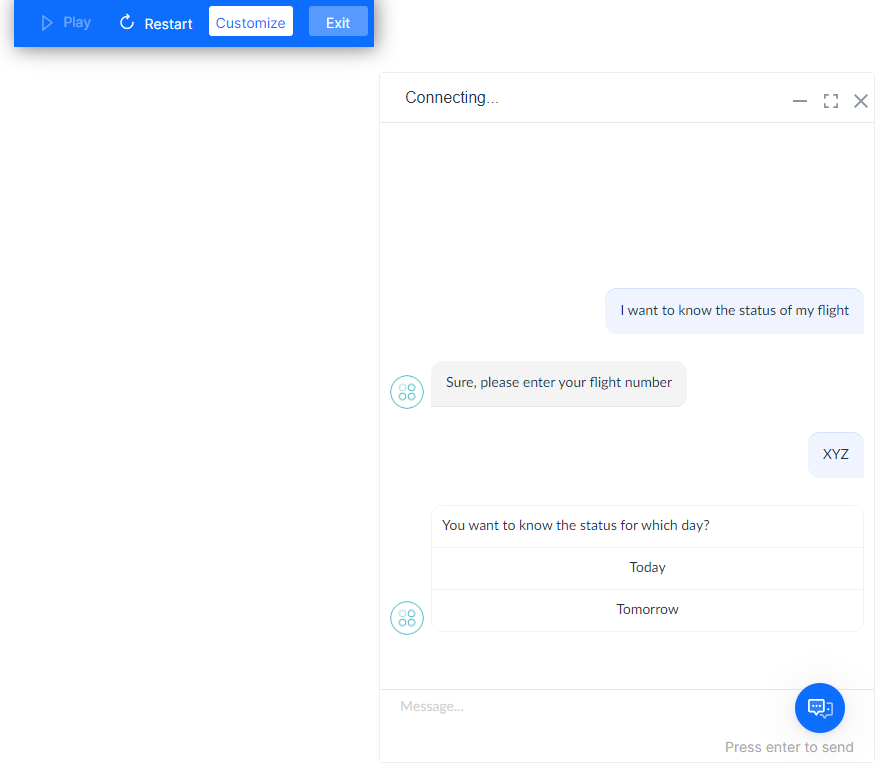 Play Restart Customize Exit
Connecting...
I want to know the status of my flight
Sure, please enter your flight number
XYZ
You want to know the status for which day?
Today
Tomorrow
Message...
Press enter to send